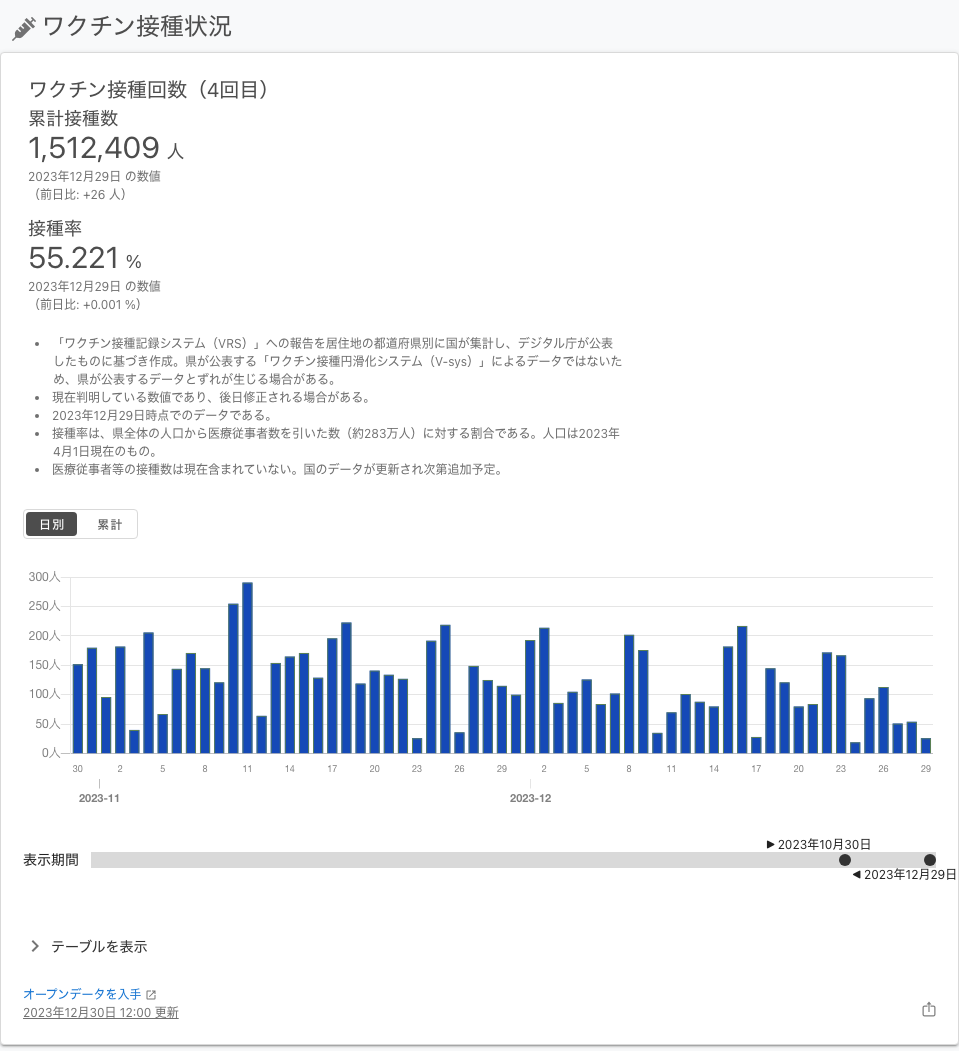 ワクチン接種状況
ワクチン接種回数（4回目）
累計接種数
1,512,409 人
2023年12月29日 の数値
（前日比: +26 人）
接種率
55.221 %
2023年12月29日 の数値
（前日比: +0.001 %）
• 「ワクチン接種記録システム（VRS）」への報告を居住地の都道府県別に国が集計し、デジタル庁が公表
したものに基づき作成。県が公表する「ワクチン接種円滑化システム（V-sys）」によるデータではないた
め、県が公表するデータとずれが生じる場合がある。
• 現在判明している数値であり、後日修正される場合がある。
• 2023年12月29日時点でのデータである。
• 接種率は、県全体の人口から医療従事者数を引いた数（約283万人）に対する割合である。人口は2023年
4月1日現在のもの。
• 医療従事者等の接種数は現在含まれていない。国のデータが更新され次第追加予定。
日別 累計
300人
250人
200人
150人
100人
50人
0人
30 2 5 8 11 14 17 20 23 26 29 2 5 8 11 14 17 20 23 26 29
2023-11 2023-12
▶ 2023年10月30日
表示期間
◀ 2023年12月29日
テーブルを表示
オープンデータを入手
2023年12月30日 12:00 更新